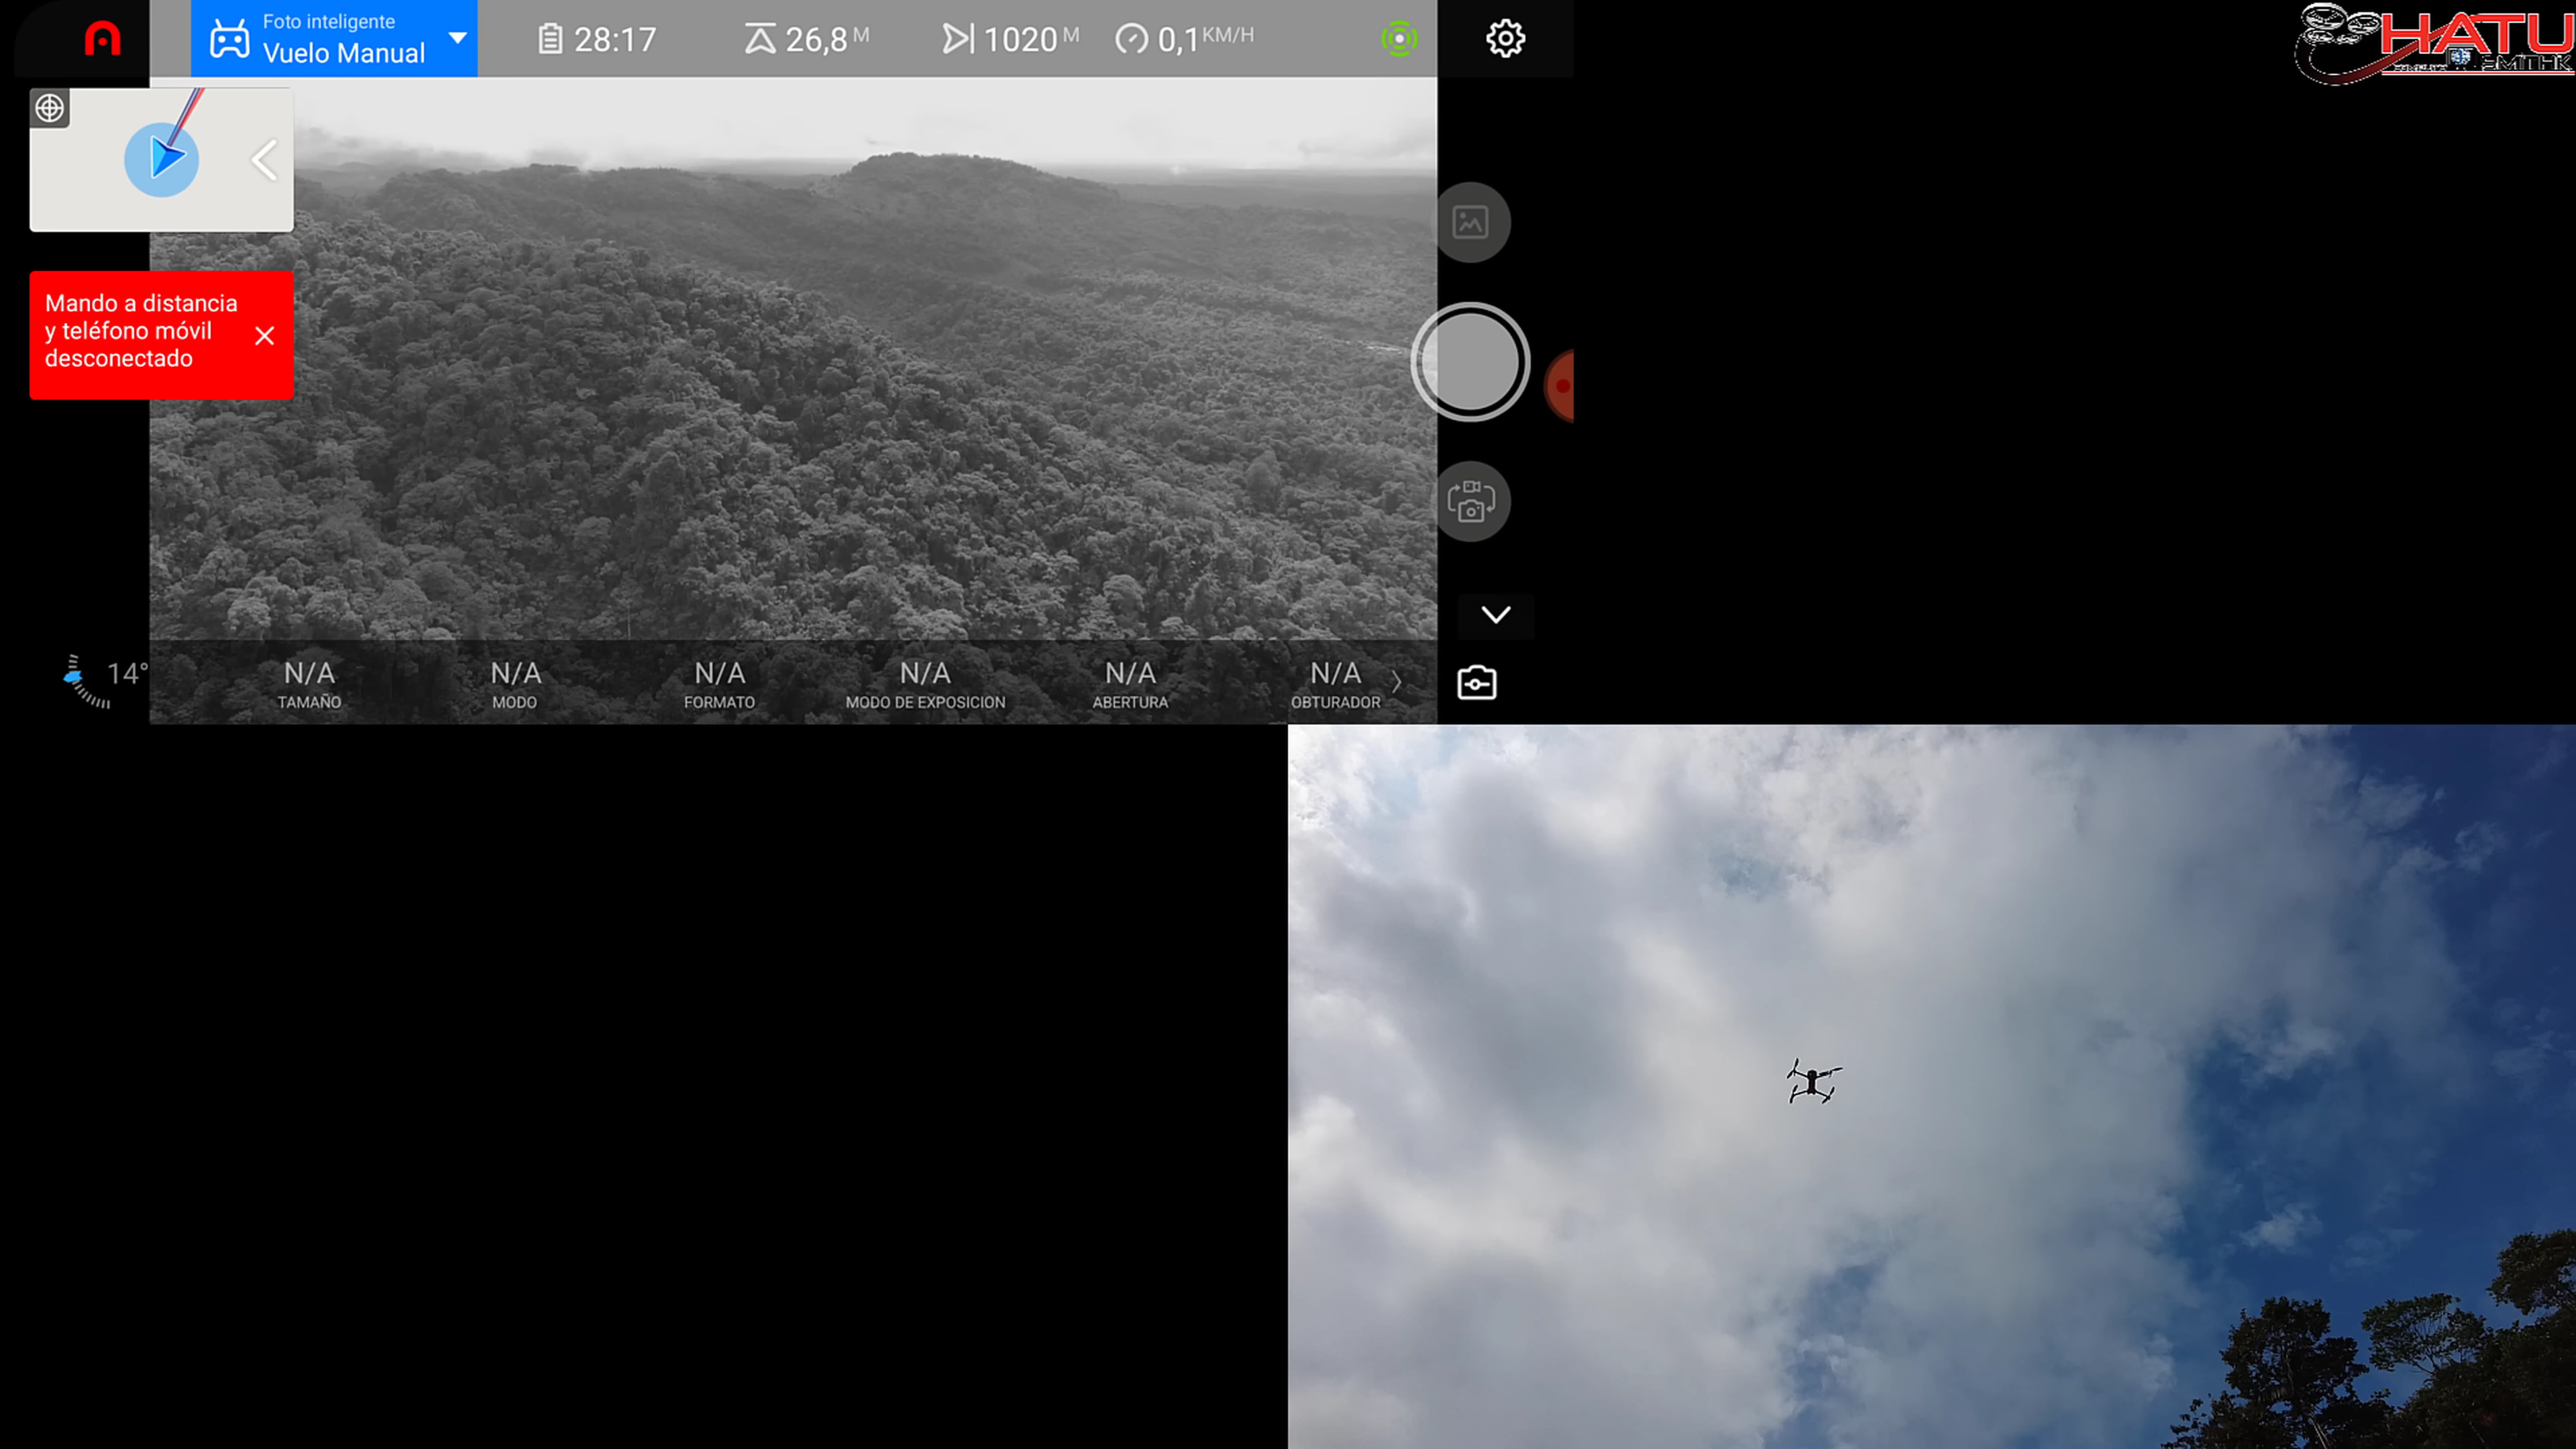 Foto inteligente
Vuelo Manual
28:17
26,8 M
1020 M
0,1 KM/H
HATU
SMITHK
Mando a distancia
y teléfono móvil
desconectado
14°
N/A
TAMAÑO
N/A
MODO
N/A
FORMATO
N/A
MODO DE EXPOSICION
N/A
ABERTURA
N/A
OBTURADOR